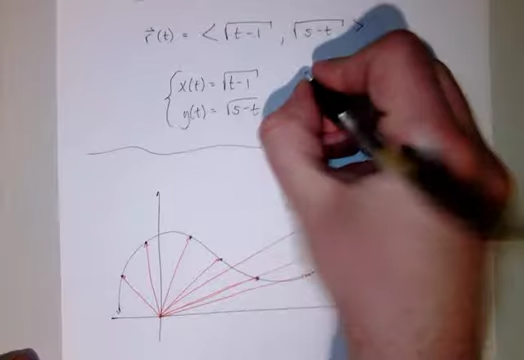 r⃗(t) = < √t-1 , √5-t >
x(t) = √t-1
y(t) = √5-t